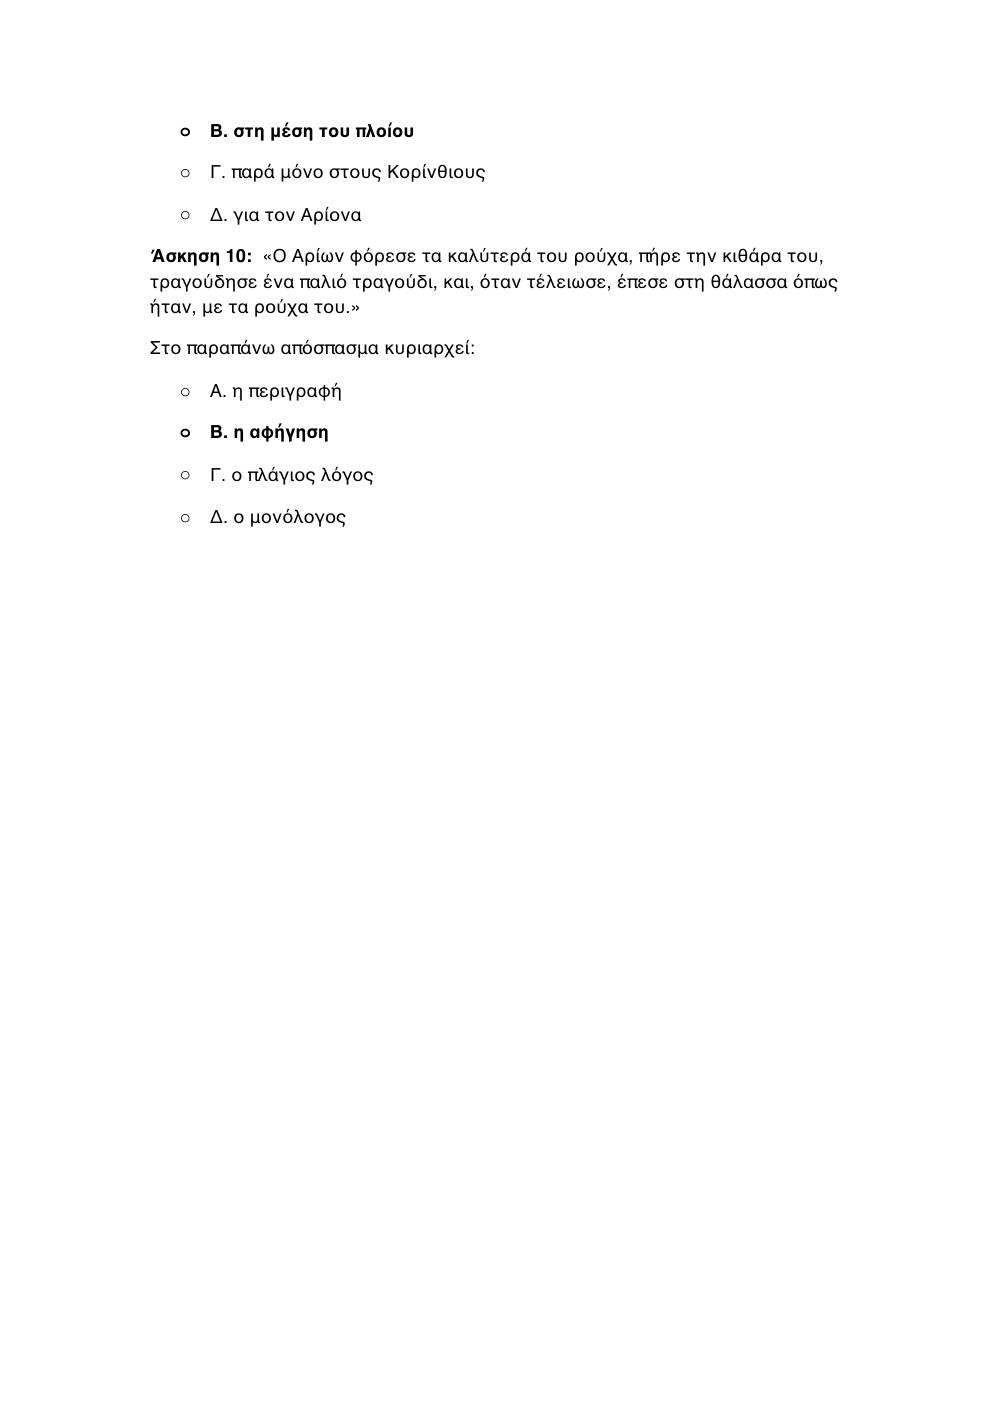 o Β. στη μέση του πλοίου
o Γ. παρά μόνο στους Κορίνθιους
o Δ. για τον Αρίονα
Άσκηση 10: «Ο Αρίων φόρεσε τα καλύτερά του ρούχα, πήρε την κιθάρα του,
τραγούδησε ένα παλιό τραγούδι, και, όταν τέλειωσε, έπεσε στη θάλασσα όπως
ήταν, με τα ρούχα του.»
Στο παραπάνω απόσπασμα κυριαρχεί:
o Α. η περιγραφή
o Β. η αφήγηση
o Γ. ο πλάγιος λόγος
o Δ. ο μονόλογος